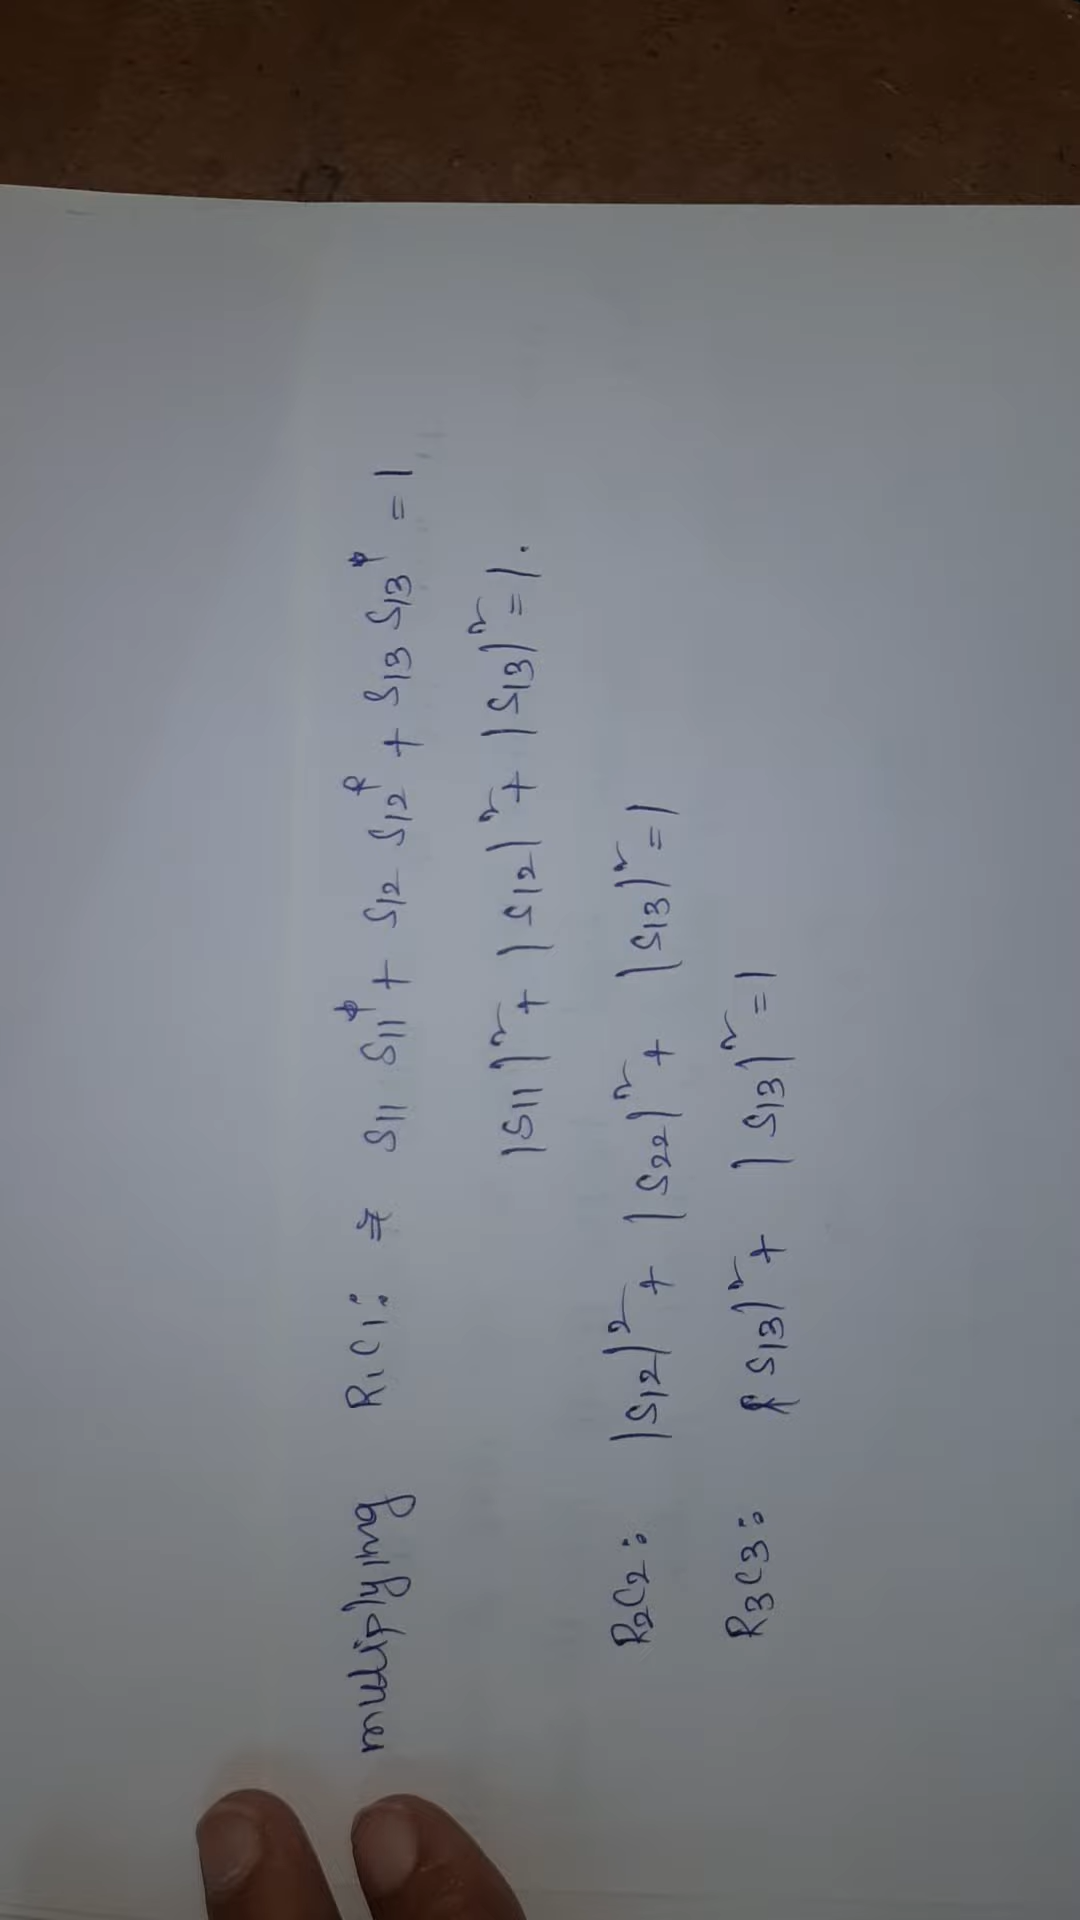 multiplying R1C1: ⇒ S11 S11* + S12 S12* + S13 S13* = 1
|S11|² + |S12|² + |S13|² = 1.
R2C2: |S12|² + |S22|² + |S13|² = 1
R3C3: |S13|² + |S13|² = 1